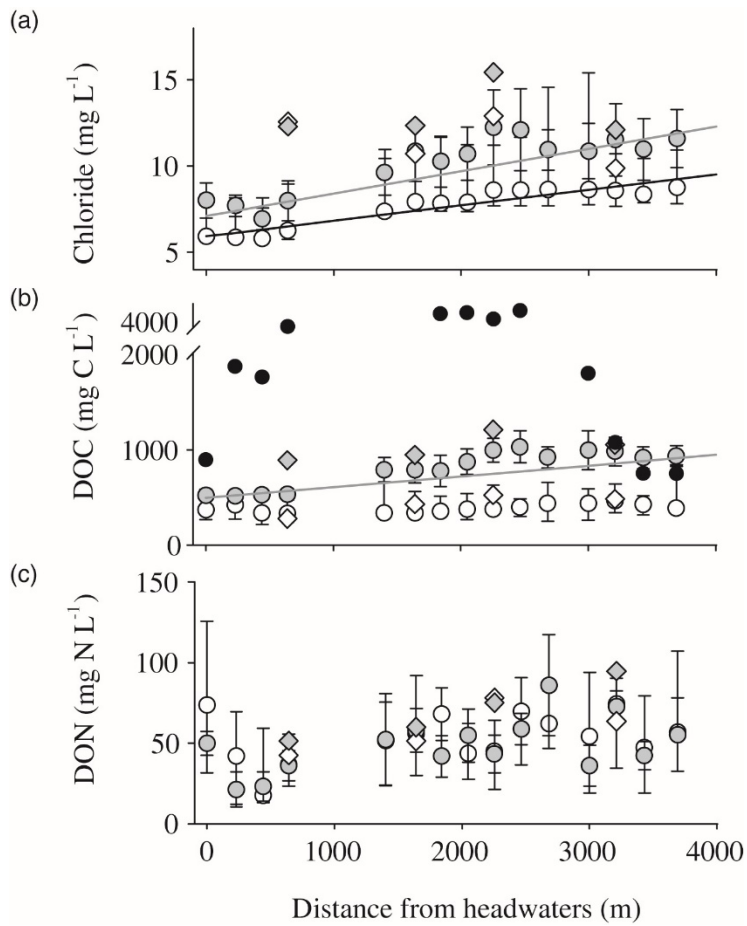 (a)
Chloride (mg L-1)
15
10
5
(b)
DOC (mg C L-1)
4000
2000
1000
0
(c)
DON (mg N L-1)
150
100
50
0
0 1000 2000 3000 4000
Distance from headwaters (m)